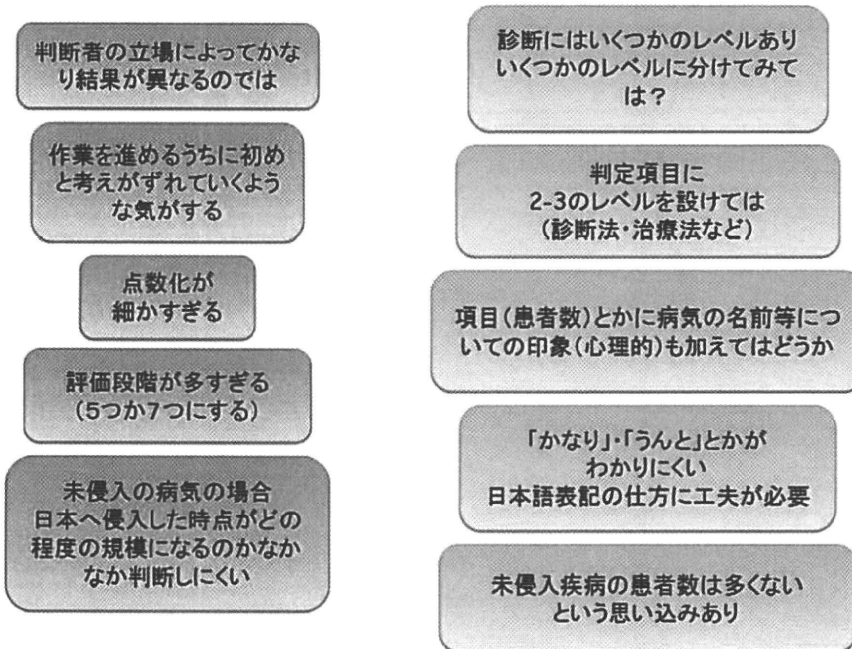 判断者の立場によってかな
り結果が異なるのでは
作業を進めるうちに初め
と考えがずれていくよう
な気がする
点数化が
細かすぎる
評価段階が多すぎる
(5つか7つにする)
未侵入の病気の場合
日本へ侵入した時点がどの
程度の規模になるのかなか
なか判断しにくい
診断にはいくつかのレベルあり
いくつかのレベルに分けてみて
は?
判定項目に
2-3のレベルを設けては
(診断法・治療法など)
項目(患者数)とかに病気の名前等につ
いての印象(心理的)も加えてはどうか
「かなり」・「うんと」とかが
わかりにくい
日本語表記の仕方に工夫が必要
未侵入疾病の患者数は多くない
という思い込みあり